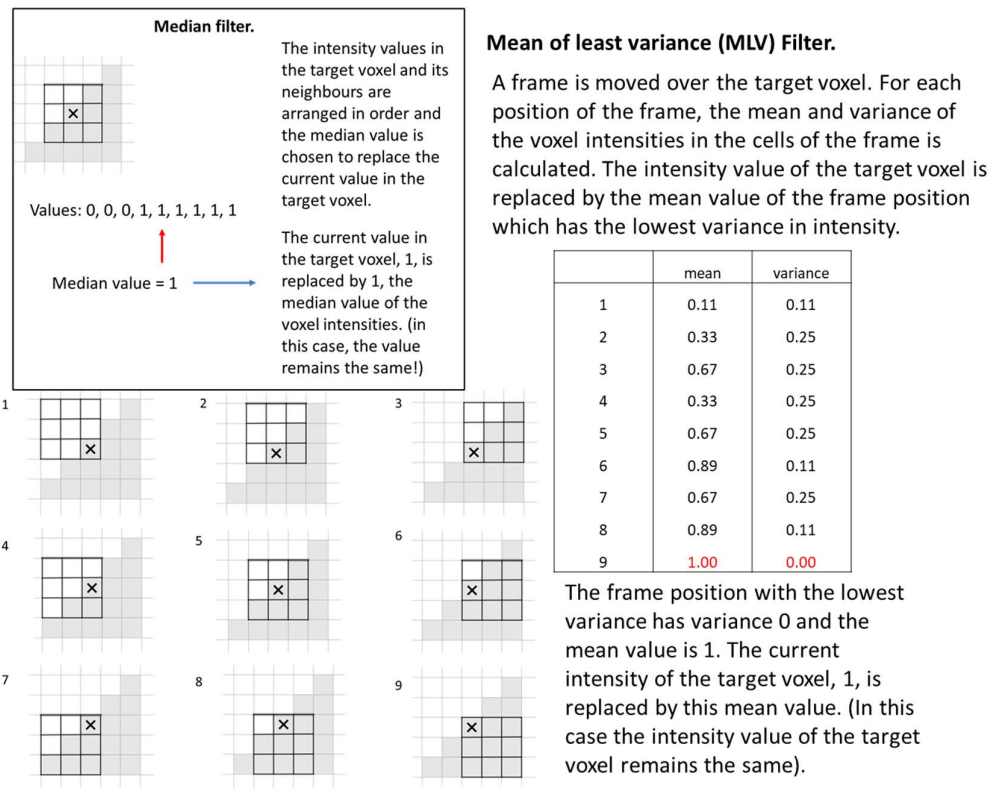 Median filter.
The intensity values in
the target voxel and its
neighbours are
arranged in order and
the median value is
chosen to replace the
current value in the
target voxel.
Values: 0, 0, 0, 1, 1, 1, 1, 1, 1
Median value = 1
The current value in
the target voxel, 1, is
replaced by 1, the
median value of the
voxel intensities. (in
this case, the value
remains the same!)
Mean of least variance (MLV) Filter.
A frame is moved over the target voxel. For each
position of the frame, the mean and variance of
the voxel intensities in the cells of the frame is
calculated. The intensity value of the target voxel is
replaced by the mean value of the frame position
which has the lowest variance in intensity.
mean variance
1 0.11 0.11
2 0.33 0.25
3 0.67 0.25
4 0.33 0.25
5 0.67 0.25
6 0.89 0.11
7 0.67 0.25
8 0.89 0.11
9 1.00 0.00
The frame position with the lowest
variance has variance 0 and the
mean value is 1. The current
intensity of the target voxel, 1, is
replaced by this mean value. (In this
case the intensity value of the target
voxel remains the same).
1 2 3
4 5 6
7 8 9